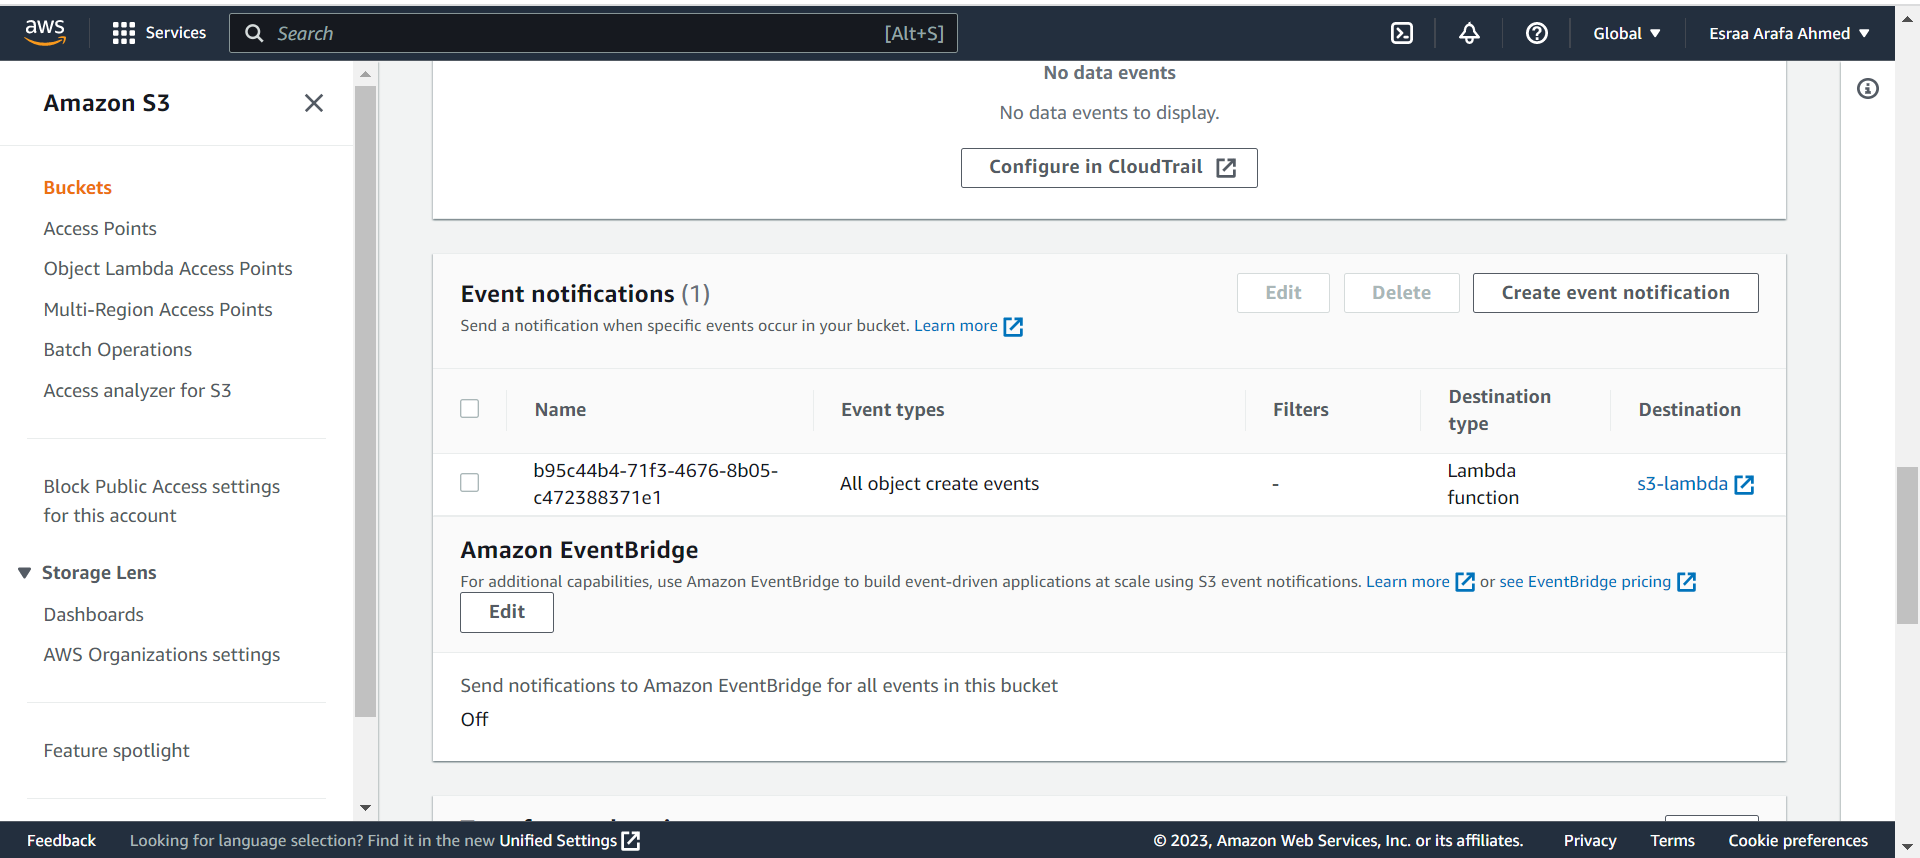 aws
Services
Search
[Alt+S]
Global
Esraa Arafa Ahmed
Amazon S3
Buckets
Access Points
Object Lambda Access Points
Multi-Region Access Points
Batch Operations
Access analyzer for S3
Block Public Access settings
for this account
Storage Lens
Dashboards
AWS Organizations settings
Feature spotlight
No data events
No data events to display.
Configure in CloudTrail
Event notifications (1)
Send a notification when specific events occur in your bucket. Learn more
Edit
Delete
Create event notification
Name
Event types
Filters
Destination
type
Destination
b95c44b4-71f3-4676-8b05-
c472388371e1
All object create events
-
Lambda
function
s3-lambda
Amazon EventBridge
For additional capabilities, use Amazon EventBridge to build event-driven applications at scale using S3 event notifications. Learn more or see EventBridge pricing
Edit
Send notifications to Amazon EventBridge for all events in this bucket
Off
Feedback
Looking for language selection? Find it in the new Unified Settings
© 2023, Amazon Web Services, Inc. or its affiliates.
Privacy
Terms
Cookie preferences